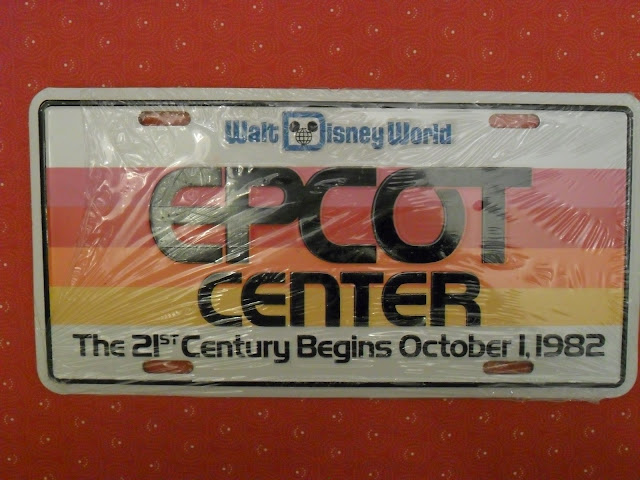 Walt Disney World
EPCOT
CENTER
The 21ST Century Begins October 1, 1982